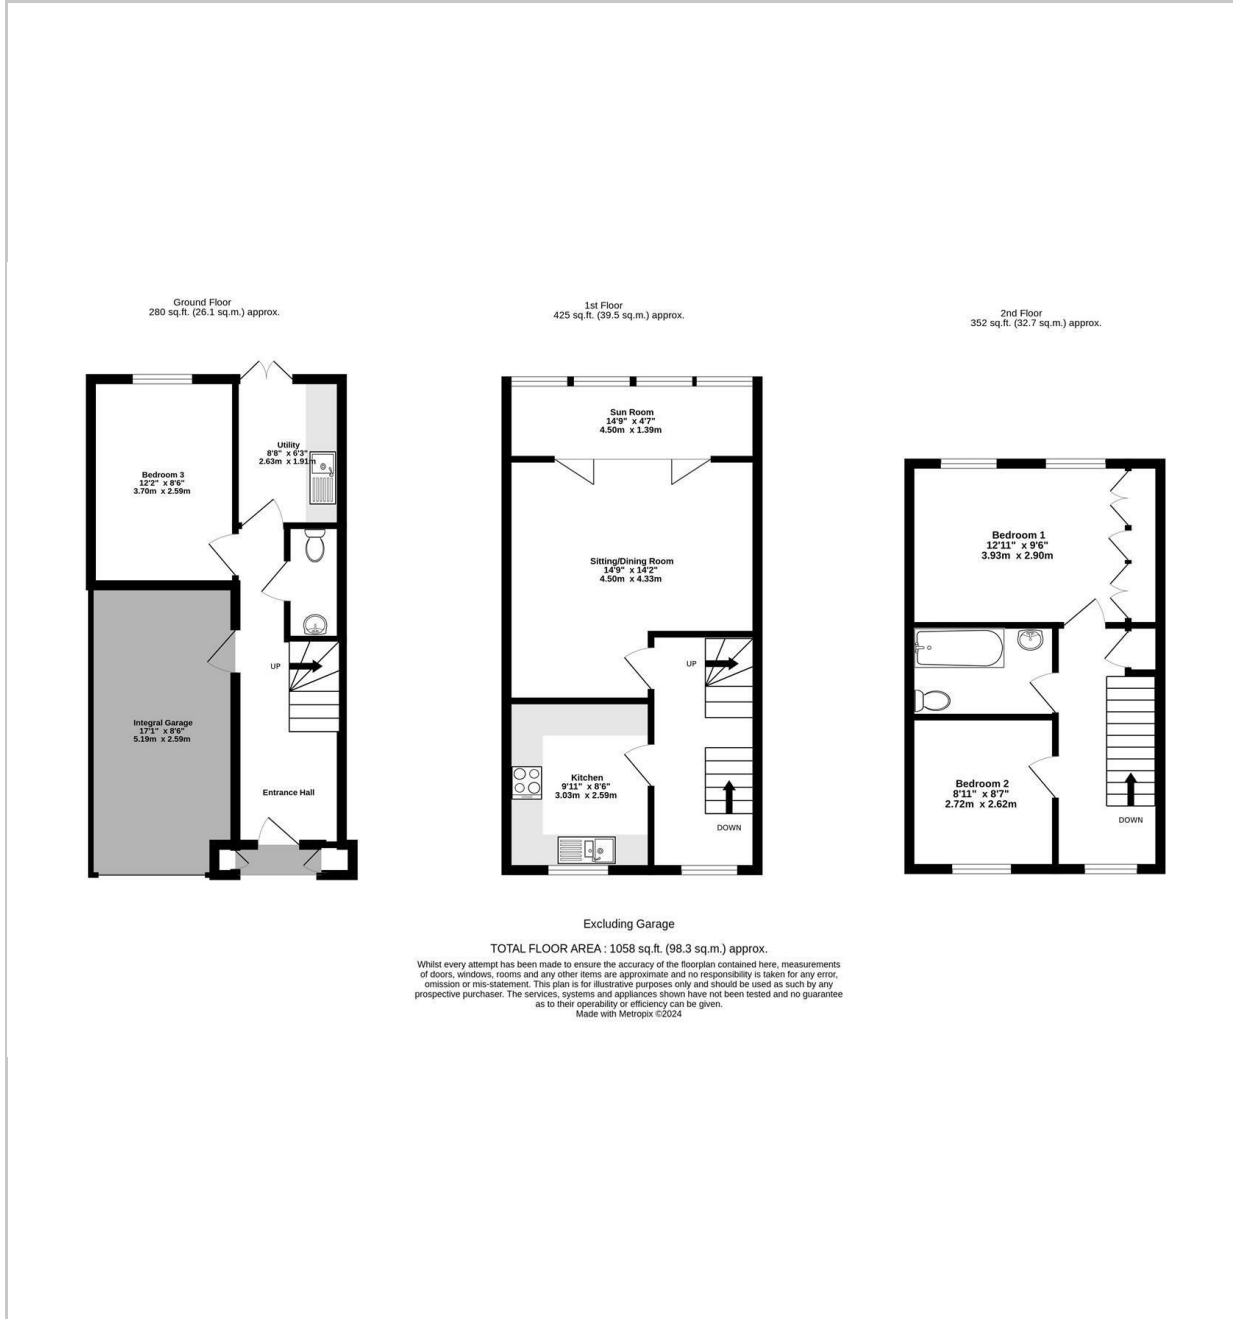 Ground Floor
280 sq.ft. (26.1 sq.m.) approx.
1st Floor
425 sq.ft. (39.5 sq.m.) approx.
2nd Floor
352 sq.ft. (32.7 sq.m.) approx.
Utility
8'8" x 6'3"
2.63m x 1.91m
Bedroom 3
12'2" x 8'6"
3.70m x 2.59m
UP
Integral Garage
17'1" x 8'6"
5.19m x 2.59m
Entrance Hall
Sun Room
14'9" x 4'7"
4.50m x 1.39m
Sitting/Dining Room
14'9" x 14'2"
4.50m x 4.33m
UP
Kitchen
9'11" x 8'6"
3.03m x 2.59m
DOWN
Bedroom 1
12'11" x 9'6"
3.93m x 2.90m
Bedroom 2
8'11" x 8'7"
2.72m x 2.62m
DOWN
Excluding Garage
TOTAL FLOOR AREA : 1058 sq.ft. (98.3 sq.m.) approx.
Whilst every attempt has been made to ensure the accuracy of the floorplan contained here, measurements
of doors, windows, rooms and any other items are approximate and no responsibility is taken for any error,
omission or mis-statement. This plan is for illustrative purposes only and should be used as such by any
prospective purchaser. The services, systems and appliances shown have not been tested and no guarantee
as to their operability or efficiency can be given.
Made with Metropix ©2024